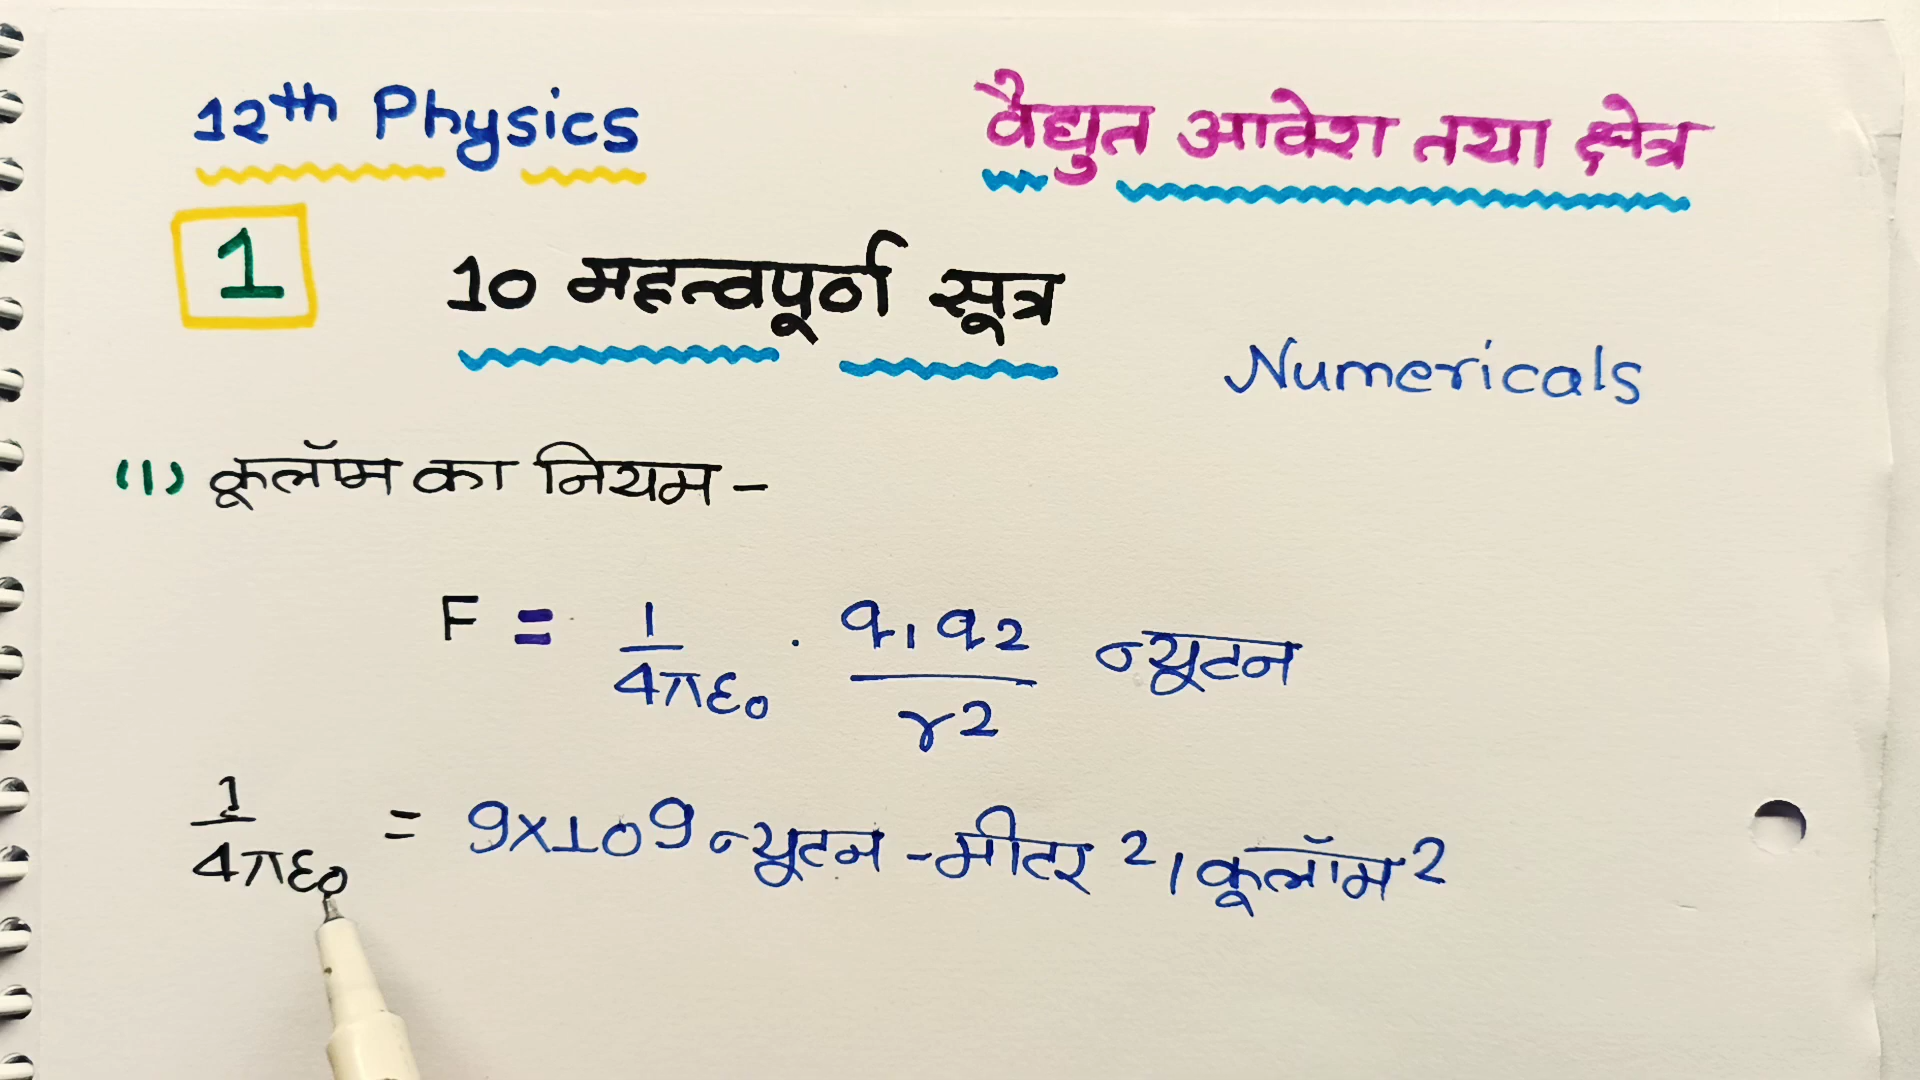 12th Physics
वैद्युत आवेश तथा क्षेत्र
1
10 महत्वपूर्ण सूत्र
Numericals
(1) कूलॉम का नियम -
F = 1/4πε₀ . q₁q₂/r² न्यूटन
1/4πε₀ = 9×10⁹ न्यूटन - मीटर²/कूलॉम²